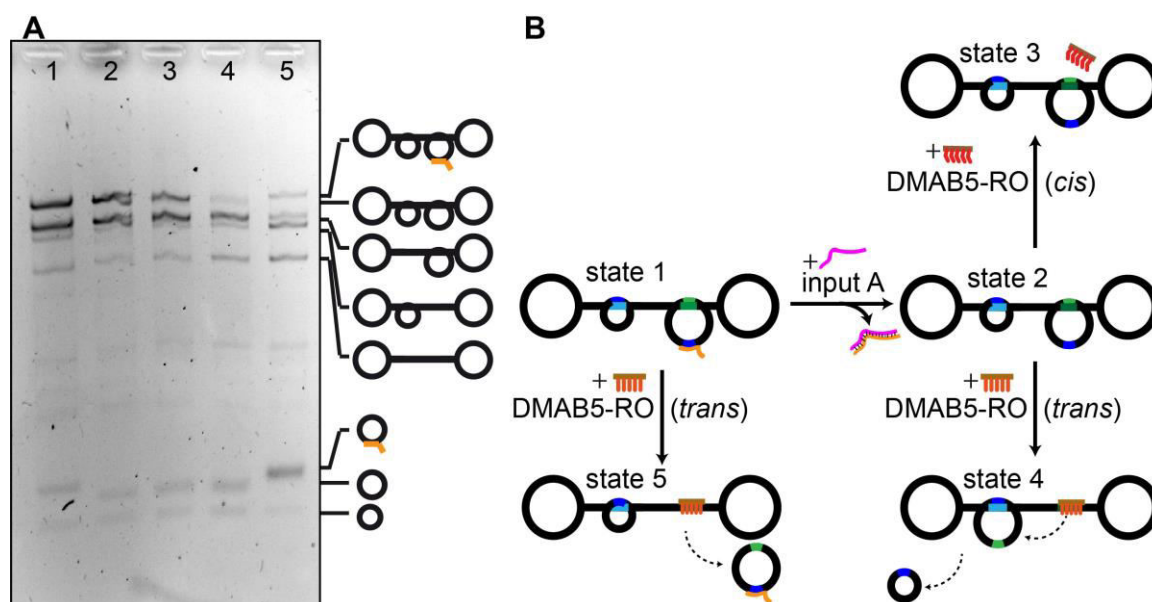 A
1 2 3 4 5
B
state 3
+
DMAB5-RO (cis)
+
input A
state 1
state 2
+
DMAB5-RO (trans)
+
DMAB5-RO (trans)
state 5
state 4